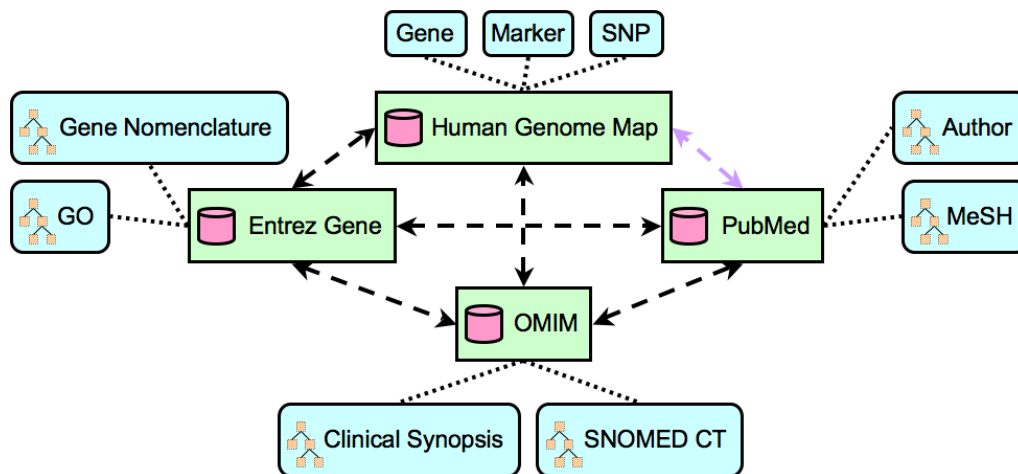 Gene
Marker
SNP
Gene Nomenclature
Human Genome Map
Author
GO
Entrez Gene
PubMed
MeSH
OMIM
Clinical Synopsis
SNOMED CT